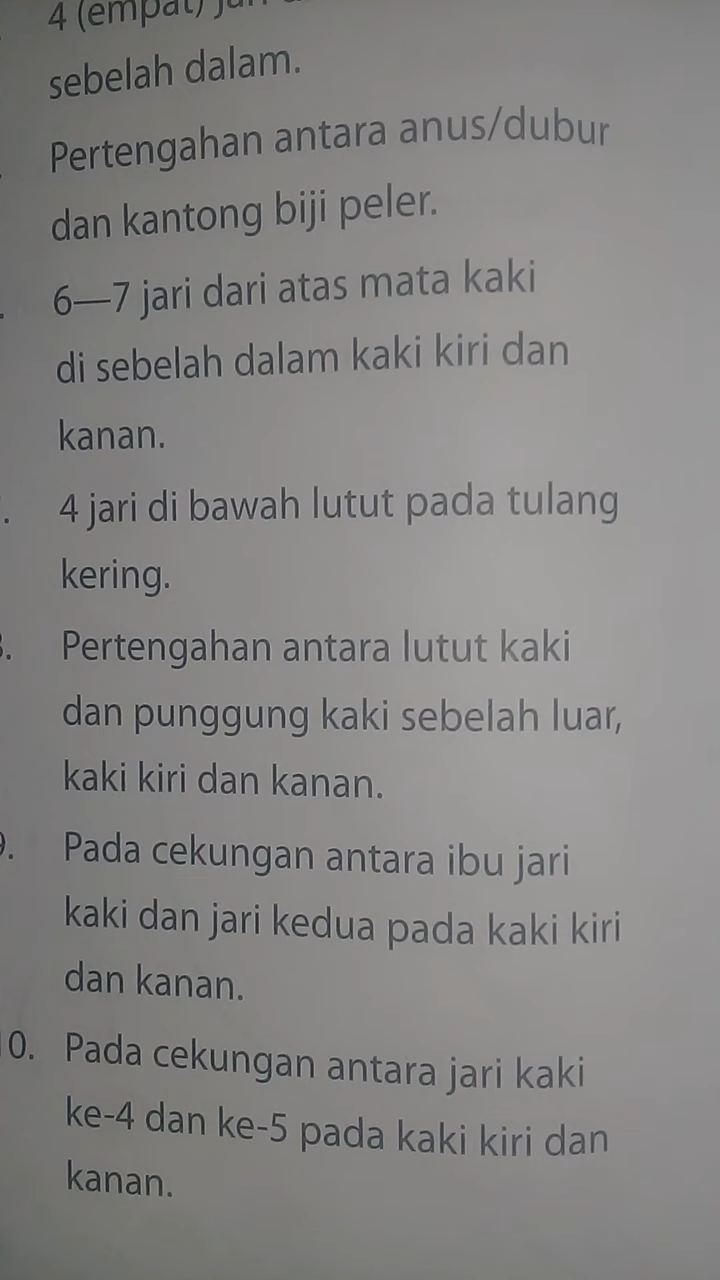 4 (empat)
sebelah dalam.
Pertengahan antara anus/dubur
dan kantong biji peler.
6—7 jari dari atas mata kaki
di sebelah dalam kaki kiri dan
kanan.
. 4 jari di bawah lutut pada tulang
kering.
. Pertengahan antara lutut kaki
dan punggung kaki sebelah luar,
kaki kiri dan kanan.
9. Pada cekungan antara ibu jari
kaki dan jari kedua pada kaki kiri
dan kanan.
10. Pada cekungan antara jari kaki
ke-4 dan ke-5 pada kaki kiri dan
kanan.